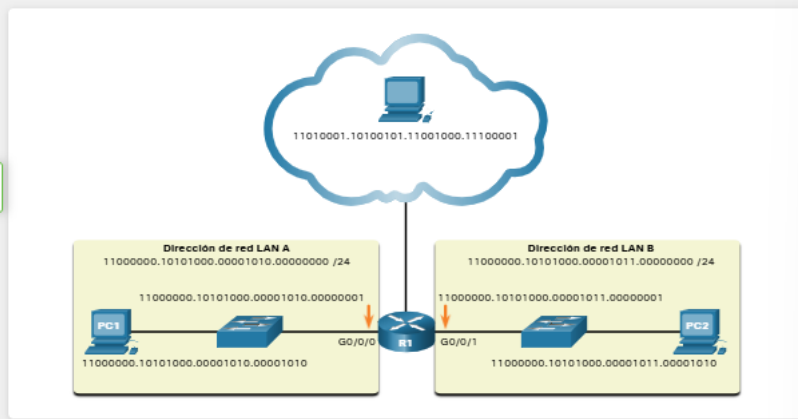 11010001.10100101.11001000.11100001
Dirección de red LAN A
11000000.10101000.00001010.00000000 /24
11000000.10101000.00001010.00000001
PC1
G0/0/0
11000000.10101000.00001010.00001010
R1
Dirección de red LAN B
11000000.10101000.00001011.00000000 /24
11000000.10101000.00001011.00000001
PC2
G0/0/1
11000000.10101000.00001011.00001010